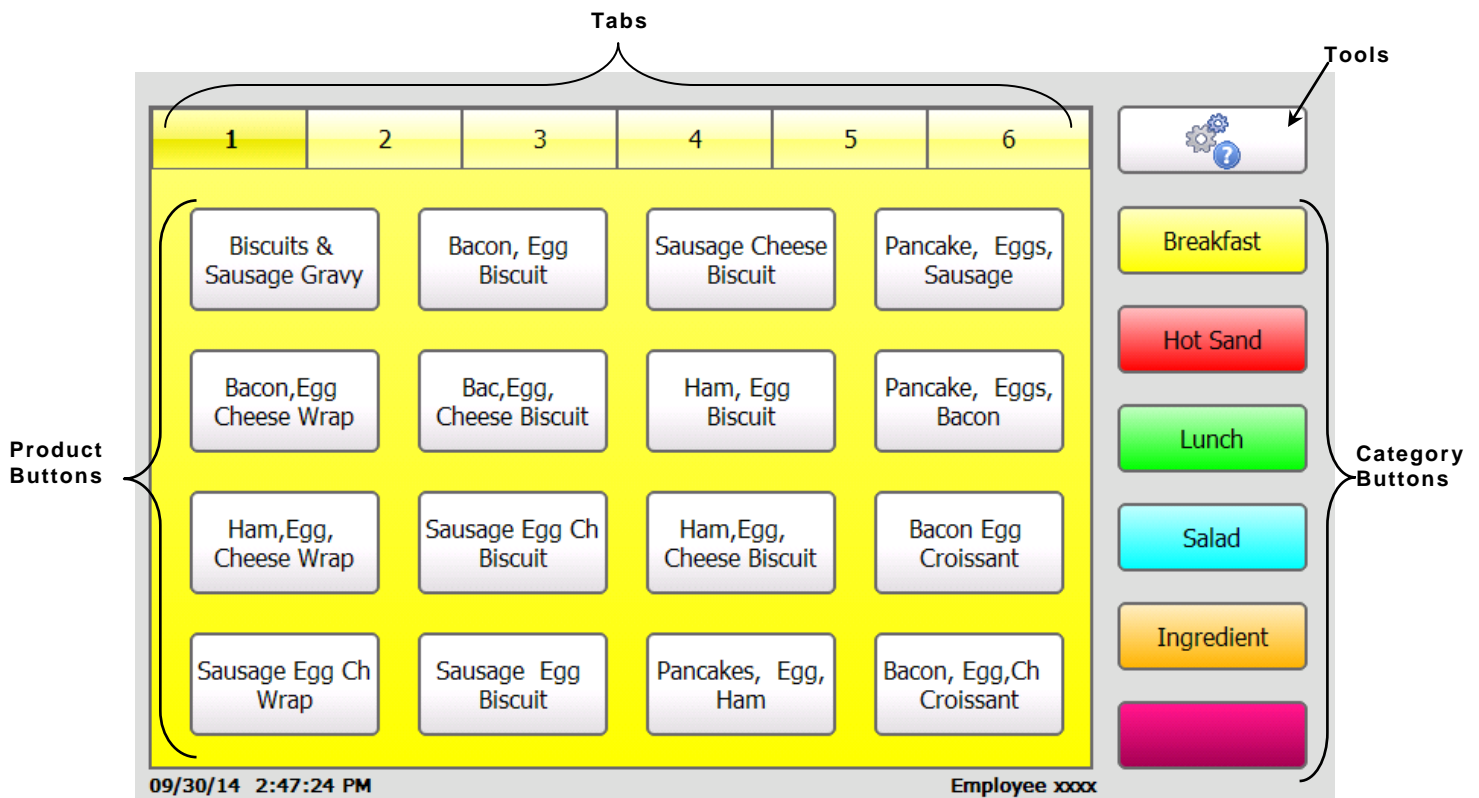 Tabs
Tools
1 2 3 4 5 6
?
Biscuits &
Sausage Gravy
Bacon, Egg
Biscuit
Sausage Cheese
Biscuit
Pancake, Eggs,
Sausage
Breakfast
Hot Sand
Bacon,Egg
Cheese Wrap
Bac,Egg,
Cheese Biscuit
Ham, Egg
Biscuit
Pancake, Eggs,
Bacon
Lunch
Product
Buttons
Category
Buttons
Ham,Egg,
Cheese Wrap
Sausage Egg Ch
Biscuit
Ham,Egg,
Cheese Biscuit
Bacon Egg
Croissant
Salad
Ingredient
Sausage Egg Ch
Wrap
Sausage Egg
Biscuit
Pancakes, Egg,
Ham
Bacon, Egg,Ch
Croissant
09/30/14 2:47:24 PM
Employee xxxx